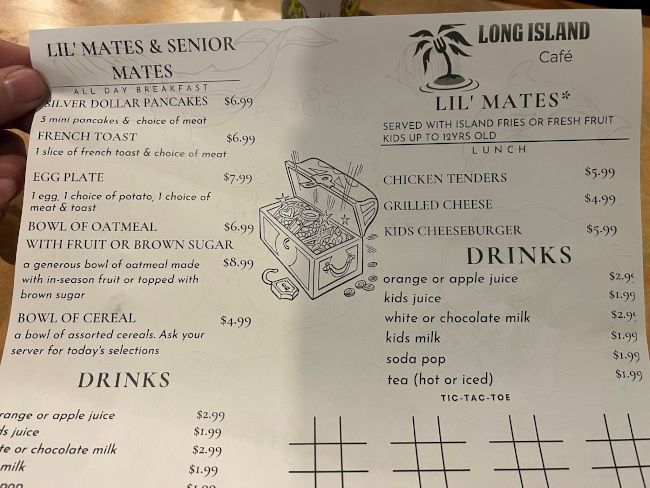 LIL' MATES & SENIOR
MATES
ALL DAY BREAKFAST
SILVER DOLLAR PANCAKES $6.99
3 mini pancakes & choice of meat
FRENCH TOAST $6.99
1 slice of french toast & choice of meat
EGG PLATE $7.99
1 egg, 1 choice of potato, 1 choice of
meat & toast
BOWL OF OATMEAL $6.99
WITH FRUIT OR BROWN SUGAR
a generous bowl of oatmeal made $8.99
with in-season fruit or topped with
brown sugar
BOWL OF CEREAL $4.99
a bowl of assorted cereals. Ask your
server for today's selections
DRINKS
range or apple juice $2.99
ds juice $1.99
te or chocolate milk $2.99
milk $1.99
LONG ISLAND
Café
LIL' MATES*
SERVED WITH ISLAND FRIES OR FRESH FRUIT
KIDS UP TO 12YRS OLD
LUNCH
CHICKEN TENDERS $5.99
GRILLED CHEESE $4.99
KIDS CHEESEBURGER $5.99
DRINKS
orange or apple juice $2.9
kids juice $1.99
white or chocolate milk $2.9
kids milk $1.99
soda pop $1.99
tea (hot or iced) $1.99
TIC-TAC-TOE